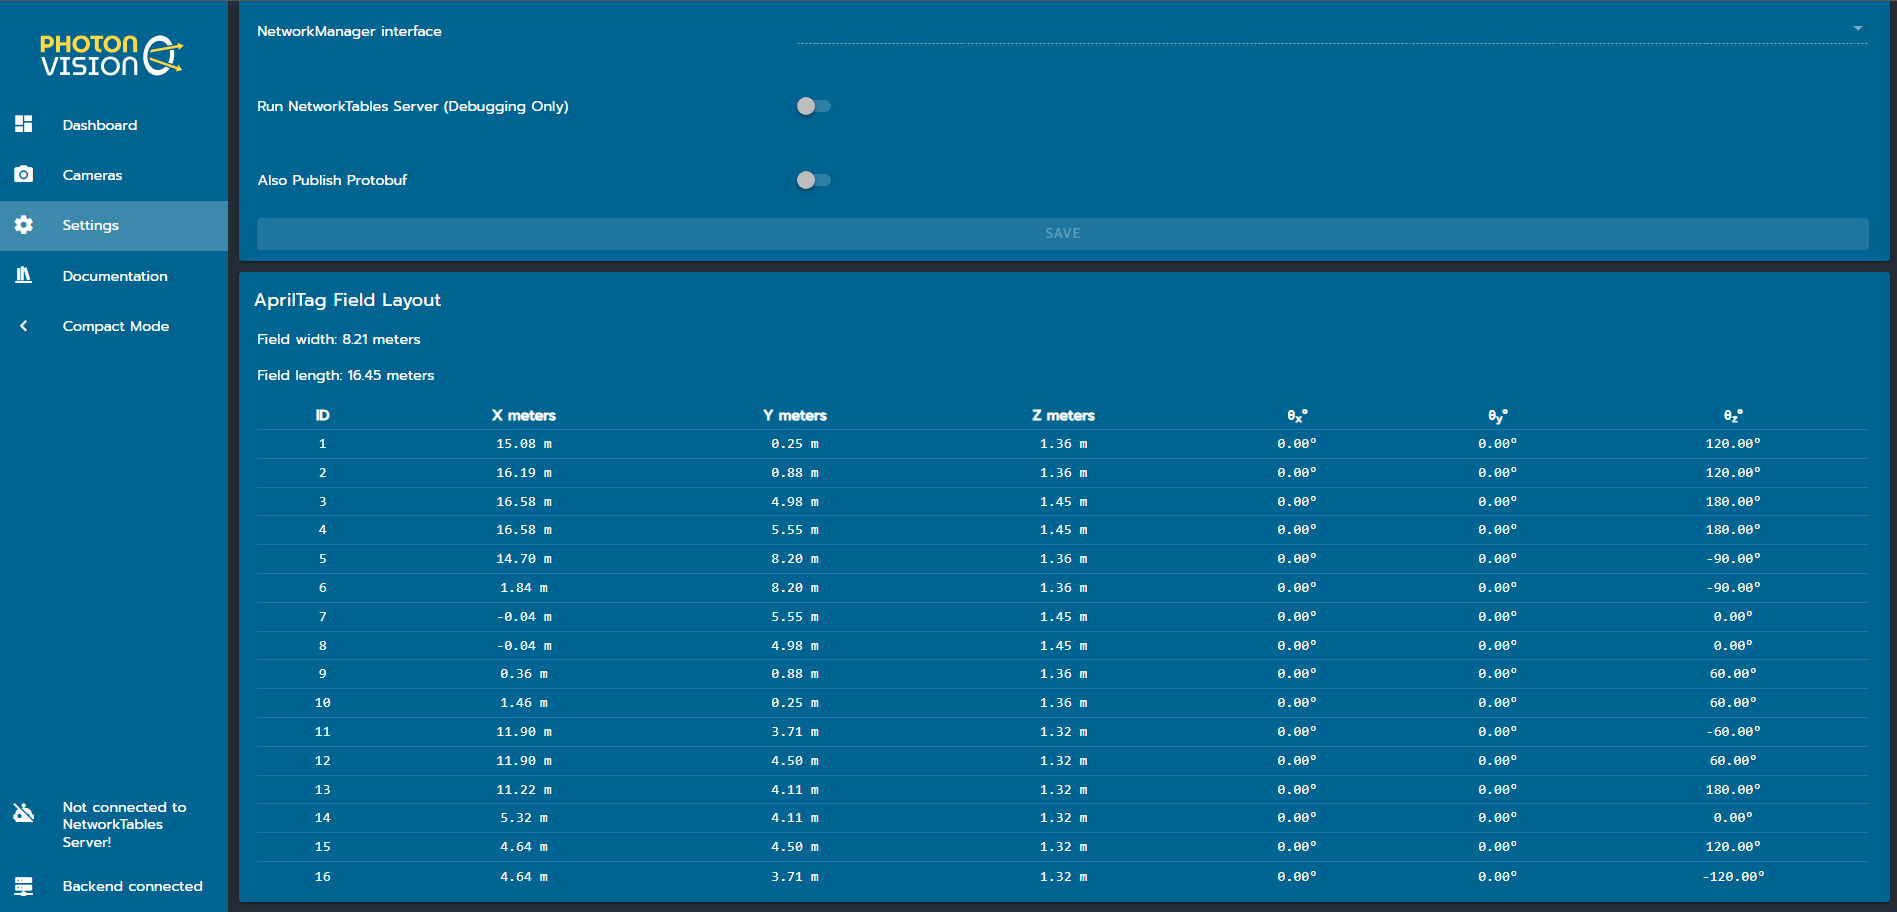 PHOTON
VISION
Dashboard
Cameras
Settings
Documentation
Compact Mode
Not connected to
NetworkTables
Server!
Backend connected
NetworkManager interface
Run NetworkTables Server (Debugging Only)
Also Publish Protobuf
SAVE
AprilTag Field Layout
Field width: 8.21 meters
Field length: 16.45 meters
ID X meters Y meters Z meters θx° θy° θz°
1 15.08 m 0.25 m 1.36 m 0.00° 0.00° 120.00°
2 16.19 m 0.88 m 1.36 m 0.00° 0.00° 120.00°
3 16.58 m 4.98 m 1.45 m 0.00° 0.00° 180.00°
4 16.58 m 5.55 m 1.45 m 0.00° 0.00° 180.00°
5 14.70 m 8.20 m 1.36 m 0.00° 0.00° -90.00°
6 1.84 m 8.20 m 1.36 m 0.00° 0.00° -90.00°
7 -0.04 m 5.55 m 1.45 m 0.00° 0.00° 0.00°
8 -0.04 m 4.98 m 1.45 m 0.00° 0.00° 0.00°
9 0.36 m 0.88 m 1.36 m 0.00° 0.00° 60.00°
10 1.46 m 0.25 m 1.36 m 0.00° 0.00° 60.00°
11 11.90 m 3.71 m 1.32 m 0.00° 0.00° -60.00°
12 11.90 m 4.50 m 1.32 m 0.00° 0.00° 60.00°
13 11.22 m 4.11 m 1.32 m 0.00° 0.00° 180.00°
14 5.32 m 4.11 m 1.32 m 0.00° 0.00° 0.00°
15 4.64 m 4.50 m 1.32 m 0.00° 0.00° 120.00°
16 4.64 m 3.71 m 1.32 m 0.00° 0.00° -120.00°